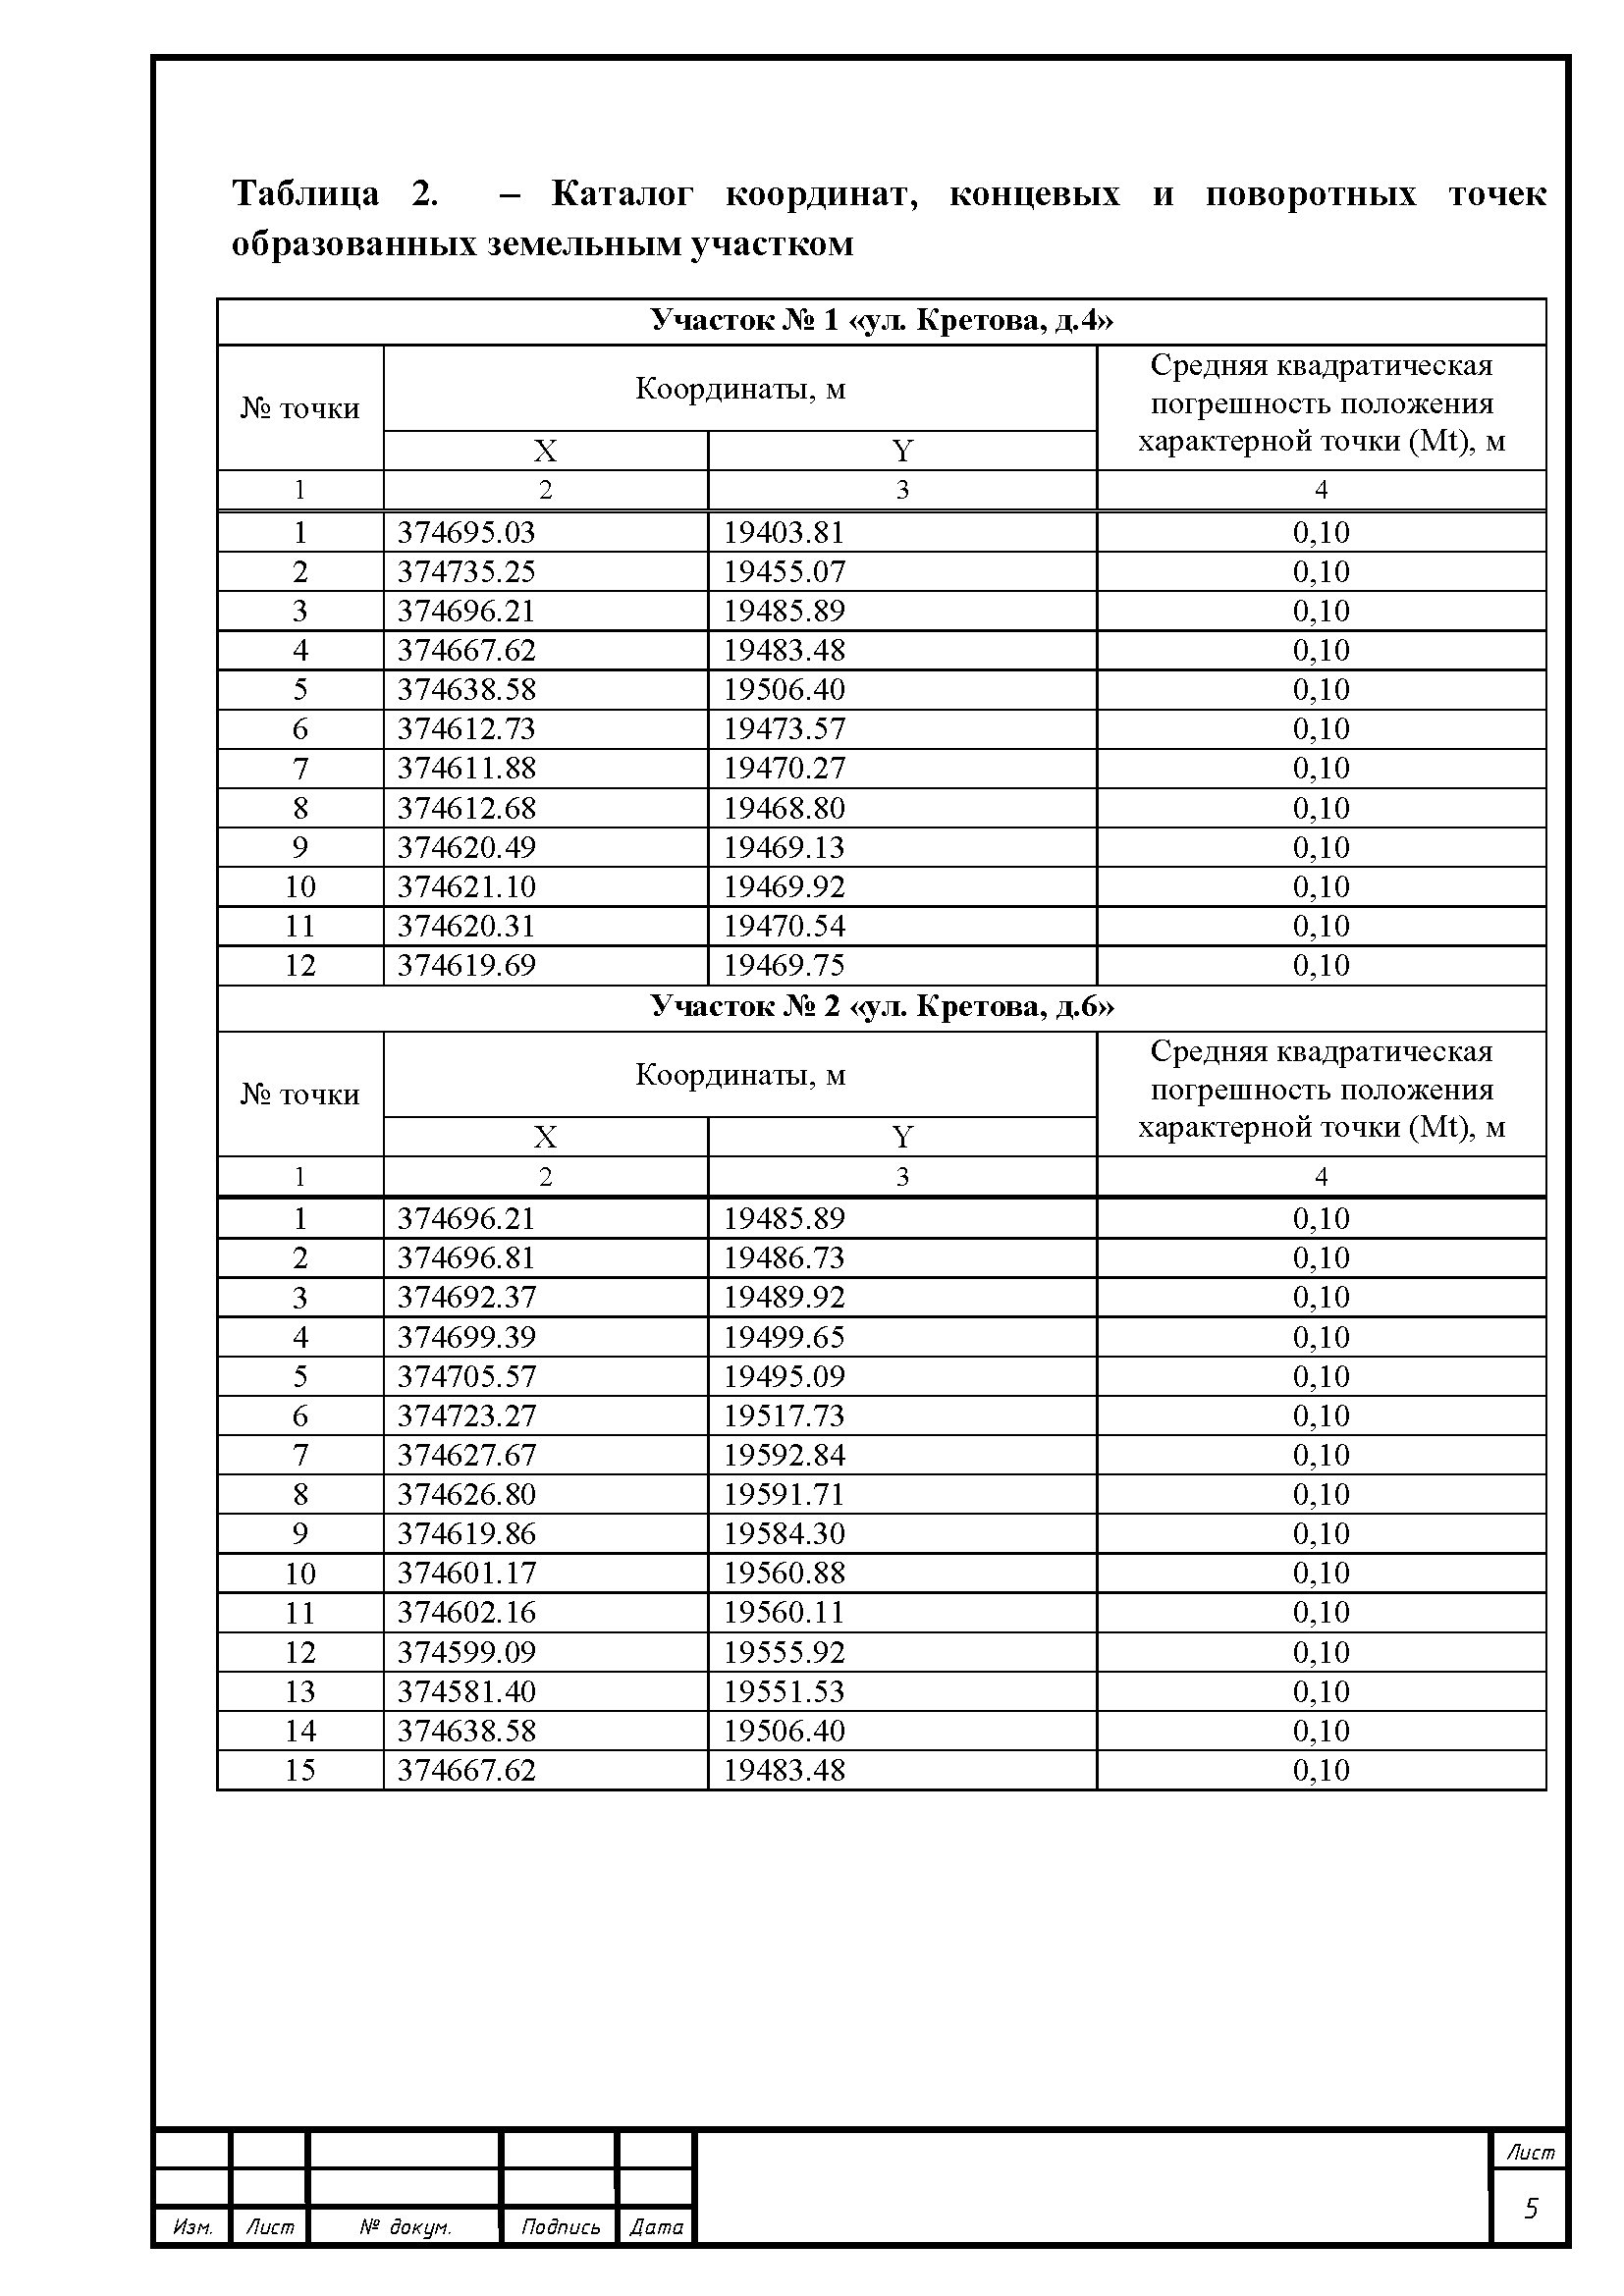 Таблица 2. – Каталог координат, концевых и поворотных точек
образованных земельным участком
Участок № 1 «ул. Кретова, д.4»
№ точки Координаты, м Средняя квадратическая
погрешность положения
характерной точки (Mt), м
X Y
1 2 3 4
1 374695.03 19403.81 0,10
2 374735.25 19455.07 0,10
3 374696.21 19485.89 0,10
4 374667.62 19483.48 0,10
5 374638.58 19506.40 0,10
6 374612.73 19473.57 0,10
7 374611.88 19470.27 0,10
8 374612.68 19468.80 0,10
9 374620.49 19469.13 0,10
10 374621.10 19469.92 0,10
11 374620.31 19470.54 0,10
12 374619.69 19469.75 0,10
Участок № 2 «ул. Кретова, д.6»
№ точки Координаты, м Средняя квадратическая
погрешность положения
характерной точки (Mt), м
X Y
1 2 3 4
1 374696.21 19485.89 0,10
2 374696.81 19486.73 0,10
3 374692.37 19489.92 0,10
4 374699.39 19499.65 0,10
5 374705.57 19495.09 0,10
6 374723.27 19517.73 0,10
7 374627.67 19592.84 0,10
8 374626.80 19591.71 0,10
9 374619.86 19584.30 0,10
10 374601.17 19560.88 0,10
11 374602.16 19560.11 0,10
12 374599.09 19555.92 0,10
13 374581.40 19551.53 0,10
14 374638.58 19506.40 0,10
15 374667.62 19483.48 0,10
Лист
5
Изм. Лист № докум. Подпись Дата